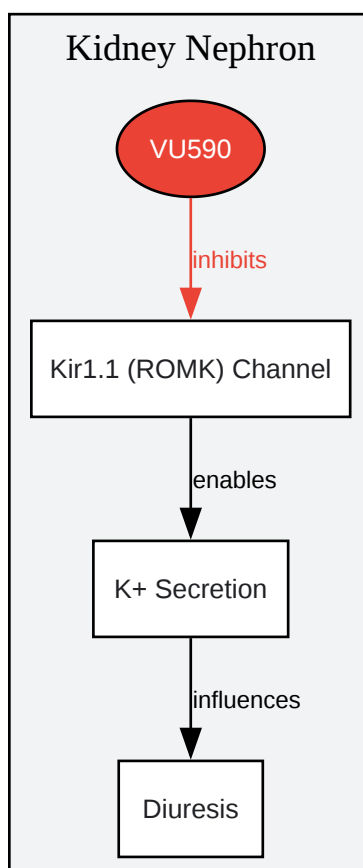 Kidney Nephron
VU590
inhibits
Kir1.1 (ROMK) Channel
enables
K+ Secretion
influences
Diuresis